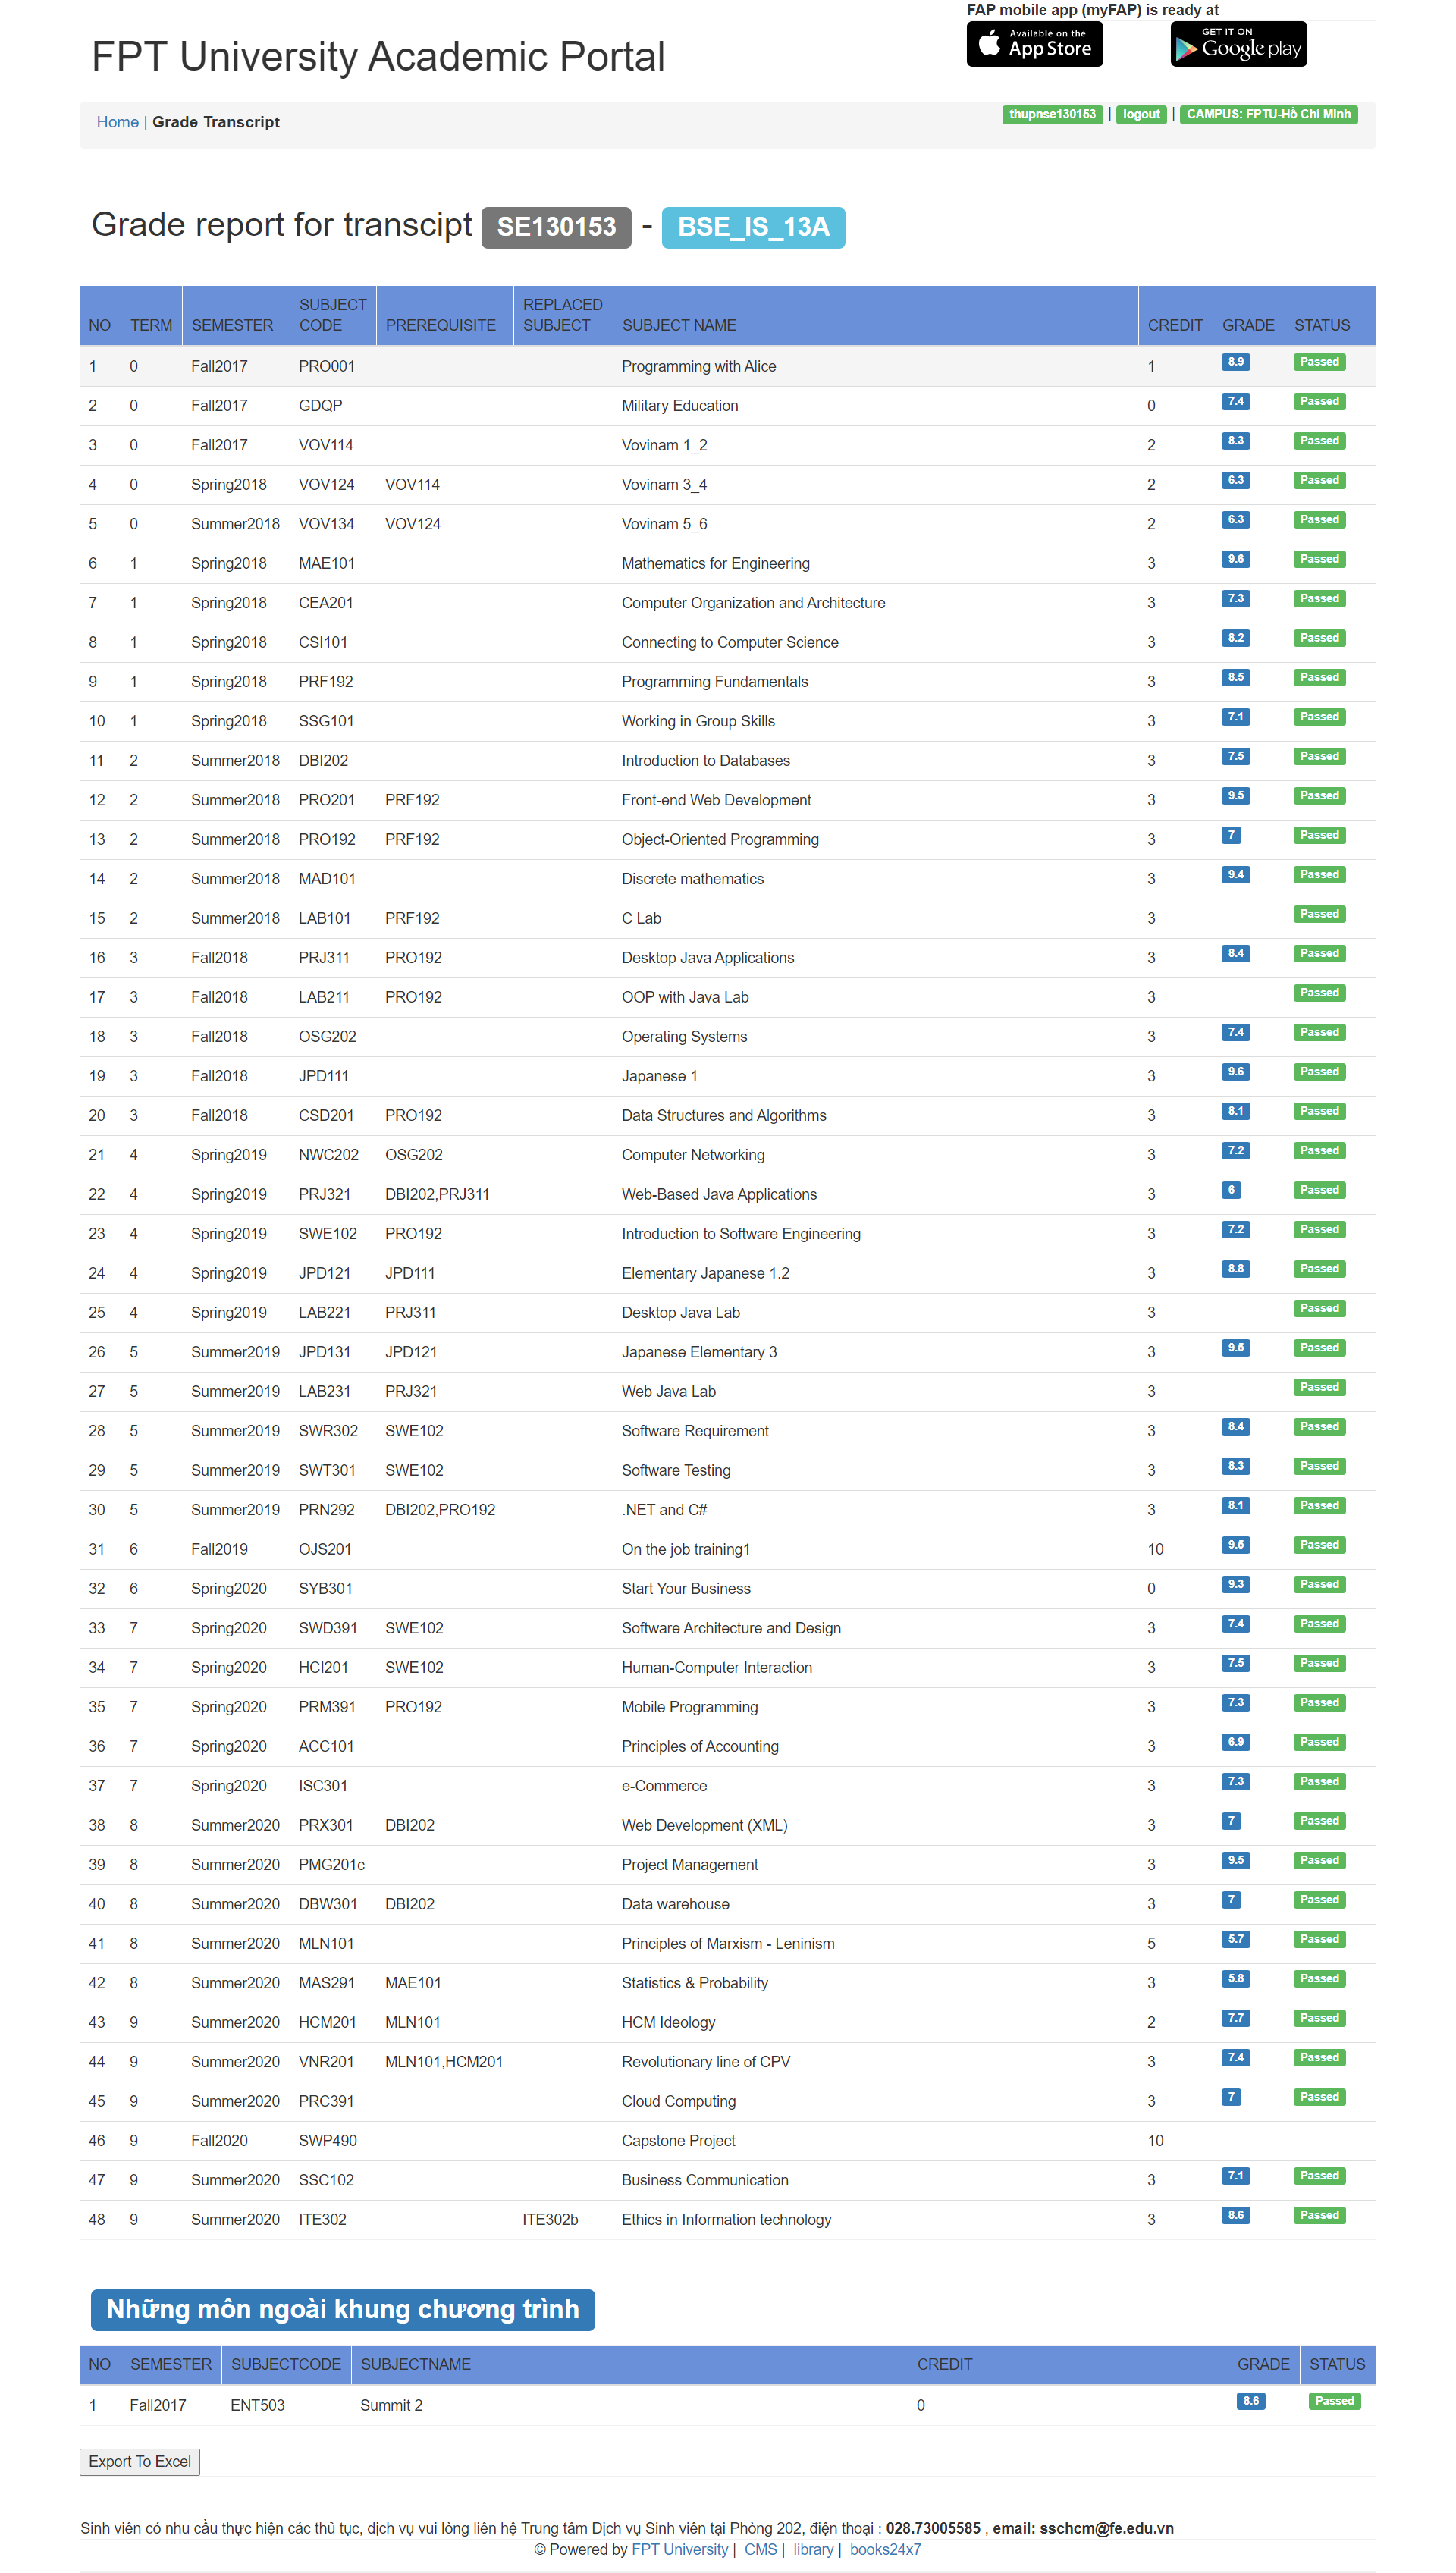 FAP mobile app (myFAP) is ready at
FPT University Academic Portal
Available on the
App Store
GET IT ON
Google play
Home | Grade Transcript
thupnse130153 | logout | CAMPUS: FPTU-Hồ Chí Minh
Grade report for transcipt SE130153 - BSE_IS_13A
NO TERM SEMESTER SUBJECT CODE PREREQUISITE REPLACED SUBJECT SUBJECT NAME CREDIT GRADE STATUS
1 0 Fall2017 PRO001 Programming with Alice 1 8.9 Passed
2 0 Fall2017 GDQP Military Education 0 7.4 Passed
3 0 Fall2017 VOV114 Vovinam 1_2 2 8.3 Passed
4 0 Spring2018 VOV124 VOV114 Vovinam 3_4 2 6.3 Passed
5 0 Summer2018 VOV134 VOV124 Vovinam 5_6 2 6.3 Passed
6 1 Spring2018 MAE101 Mathematics for Engineering 3 9.6 Passed
7 1 Spring2018 CEA201 Computer Organization and Architecture 3 7.3 Passed
8 1 Spring2018 CSI101 Connecting to Computer Science 3 8.2 Passed
9 1 Spring2018 PRF192 Programming Fundamentals 3 8.5 Passed
10 1 Spring2018 SSG101 Working in Group Skills 3 7.1 Passed
11 2 Summer2018 DBI202 Introduction to Databases 3 7.5 Passed
12 2 Summer2018 PRO201 PRF192 Front-end Web Development 3 9.5 Passed
13 2 Summer2018 PRO192 PRF192 Object-Oriented Programming 3 7 Passed
14 2 Summer2018 MAD101 Discrete mathematics 3 9.4 Passed
15 2 Summer2018 LAB101 PRF192 C Lab 3 Passed
16 3 Fall2018 PRJ311 PRO192 Desktop Java Applications 3 8.4 Passed
17 3 Fall2018 LAB211 PRO192 OOP with Java Lab 3 Passed
18 3 Fall2018 OSG202 Operating Systems 3 7.4 Passed
19 3 Fall2018 JPD111 Japanese 1 3 9.6 Passed
20 3 Fall2018 CSD201 PRO192 Data Structures and Algorithms 3 8.1 Passed
21 4 Spring2019 NWC202 OSG202 Computer Networking 3 7.2 Passed
22 4 Spring2019 PRJ321 DBI202,PRJ311 Web-Based Java Applications 3 6 Passed
23 4 Spring2019 SWE102 PRO192 Introduction to Software Engineering 3 7.2 Passed
24 4 Spring2019 JPD121 JPD111 Elementary Japanese 1.2 3 8.8 Passed
25 4 Spring2019 LAB221 PRJ311 Desktop Java Lab 3 Passed
26 5 Summer2019 JPD131 JPD121 Japanese Elementary 3 3 9.5 Passed
27 5 Summer2019 LAB231 PRJ321 Web Java Lab 3 Passed
28 5 Summer2019 SWR302 SWE102 Software Requirement 3 8.4 Passed
29 5 Summer2019 SWT301 SWE102 Software Testing 3 8.3 Passed
30 5 Summer2019 PRN292 DBI202,PRO192 .NET and C# 3 8.1 Passed
31 6 Fall2019 OJS201 On the job training1 10 9.5 Passed
32 6 Spring2020 SYB301 Start Your Business 0 9.3 Passed
33 7 Spring2020 SWD391 SWE102 Software Architecture and Design 3 7.4 Passed
34 7 Spring2020 HCI201 SWE102 Human-Computer Interaction 3 7.5 Passed
35 7 Spring2020 PRM391 PRO192 Mobile Programming 3 7.3 Passed
36 7 Spring2020 ACC101 Principles of Accounting 3 6.9 Passed
37 7 Spring2020 ISC301 e-Commerce 3 7.3 Passed
38 8 Summer2020 PRX301 DBI202 Web Development (XML) 3 7 Passed
39 8 Summer2020 PMG201c Project Management 3 9.5 Passed
40 8 Summer2020 DBW301 DBI202 Data warehouse 3 7 Passed
41 8 Summer2020 MLN101 Principles of Marxism - Leninism 5 5.7 Passed
42 8 Summer2020 MAS291 MAE101 Statistics & Probability 3 5.8 Passed
43 9 Summer2020 HCM201 MLN101 HCM Ideology 2 7.7 Passed
44 9 Summer2020 VNR201 MLN101,HCM201 Revolutionary line of CPV 3 7.4 Passed
45 9 Summer2020 PRC391 Cloud Computing 3 7 Passed
46 9 Fall2020 SWP490 Capstone Project 10
47 9 Summer2020 SSC102 Business Communication 3 7.1 Passed
48 9 Summer2020 ITE302 ITE302b Ethics in Information technology 3 8.6 Passed
Những môn ngoài khung chương trình
NO SEMESTER SUBJECTCODE SUBJECTNAME CREDIT GRADE STATUS
1 Fall2017 ENT503 Summit 2 0 8.6 Passed
Export To Excel
Sinh viên có nhu cầu thực hiện các thủ tục, dịch vụ vui lòng liên hệ Trung tâm Dịch vụ Sinh viên tại Phòng 202, điện thoại : 028.73005585 , email: sschcm@fe.edu.vn
© Powered by FPT University | CMS | library | books24x7